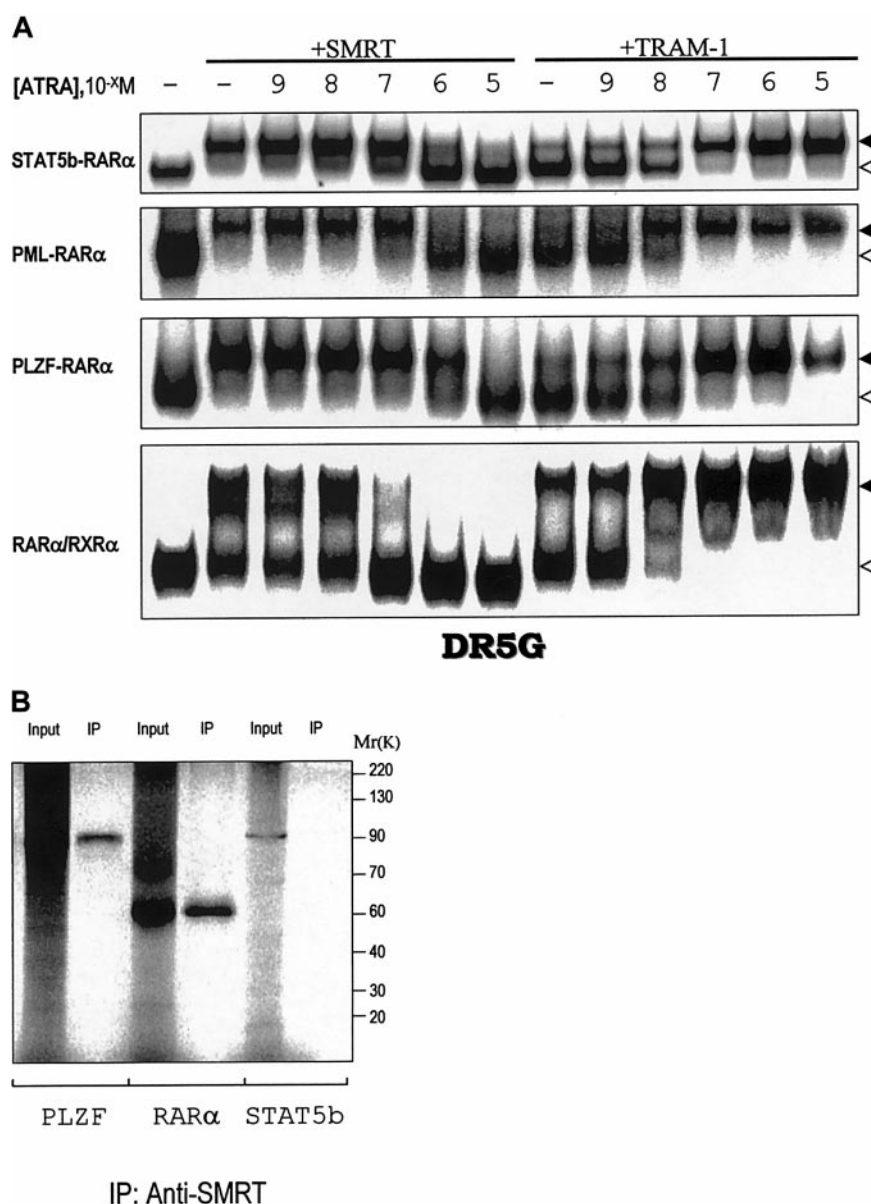 A
+SMRT +TRAM-1
[ATRA],10-XM – – 9 8 7 6 5 – 9 8 7 6 5
STAT5b-RARα
PML-RARα
PLZF-RARα
RARα/RXRα
DR5G
B
Input IP Input IP Input IP
Mr(K)
220
130
90
70
60
40
30
20
PLZF RARα STAT5b
IP: Anti-SMRT